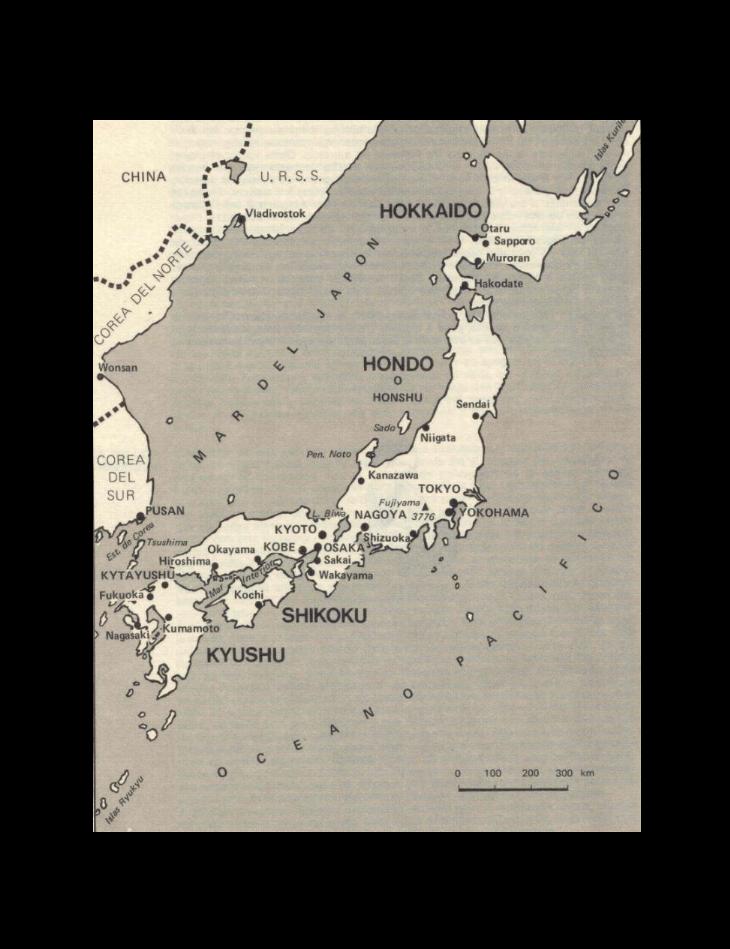 Islas Kurile
CHINA
U. R. S. S.
Vladivostok
HOKKAIDO
Otaru
Sapporo
Muroran
Hakodate
COREA DEL NORTE
MAR DEL JAPON
Wonsan
HONDO
O
HONSHU
Sendai
Sado
Niigata
Pen. Noto
Kanazawa
COREA
DEL
SUR
TOKYO
Fujiyama
3776
YOKOHAMA
PUSAN
Est. de Corea
Tsushima
L. Biwa
NAGOYA
KYOTO
Shizuoka
Okayama
KOBE
OSAKA
Hiroshima
Sakai
Mar Interior
KYTAYUSHU
Wakayama
Fukuoka
Kochi
SHIKOKU
Nagasaki
Kumamoto
KYUSHU
OCEANO PACIFICO
0 100 200 300 km
Islas Ryukyu